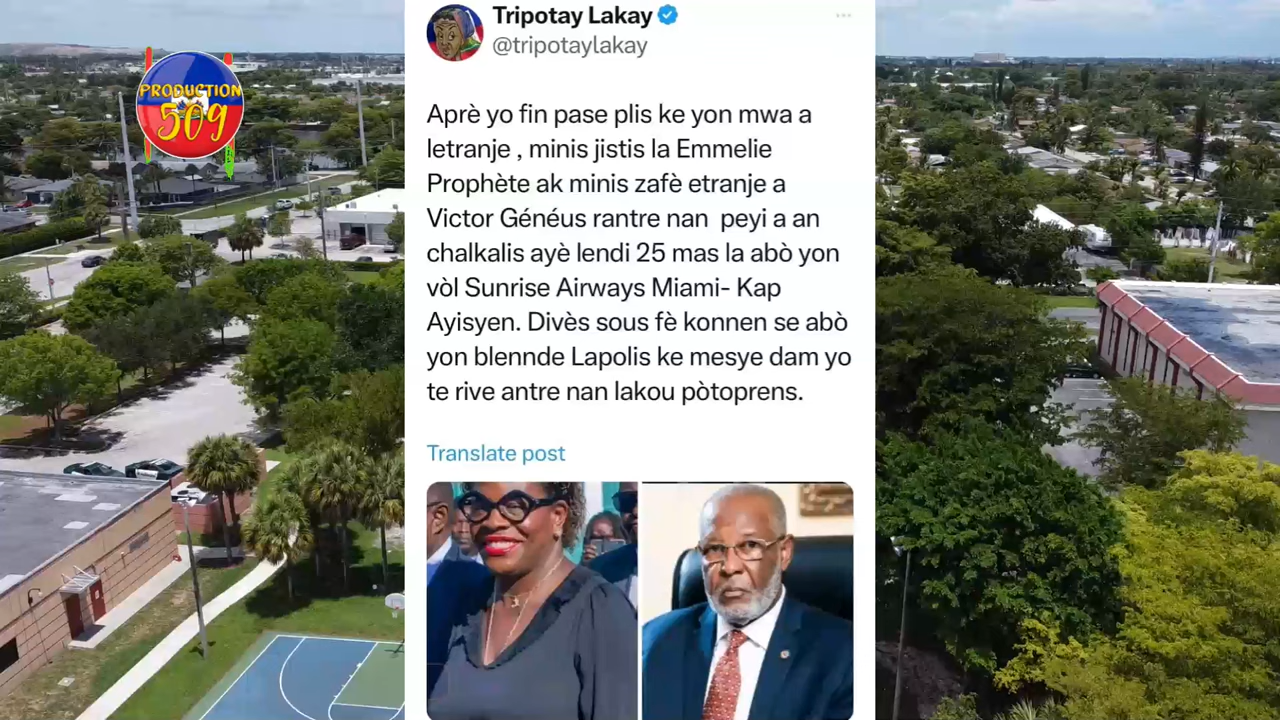 PRODUCTION
509
Tripotay Lakay
@tripotaylakay
Aprè yo fin pase plis ke yon mwa a
letranje , minis jistis la Emmelie
Prophète ak minis zafè etranje a
Victor Généus rantre nan peyi a an
chalkalis ayè lendi 25 mas la abò yon
vòl Sunrise Airways Miami- Kap
Ayisyen. Divès sous fè konnen se abò
yon blennde Lapolis ke mesye dam yo
te rive antre nan lakou pòtoprens.
Translate post